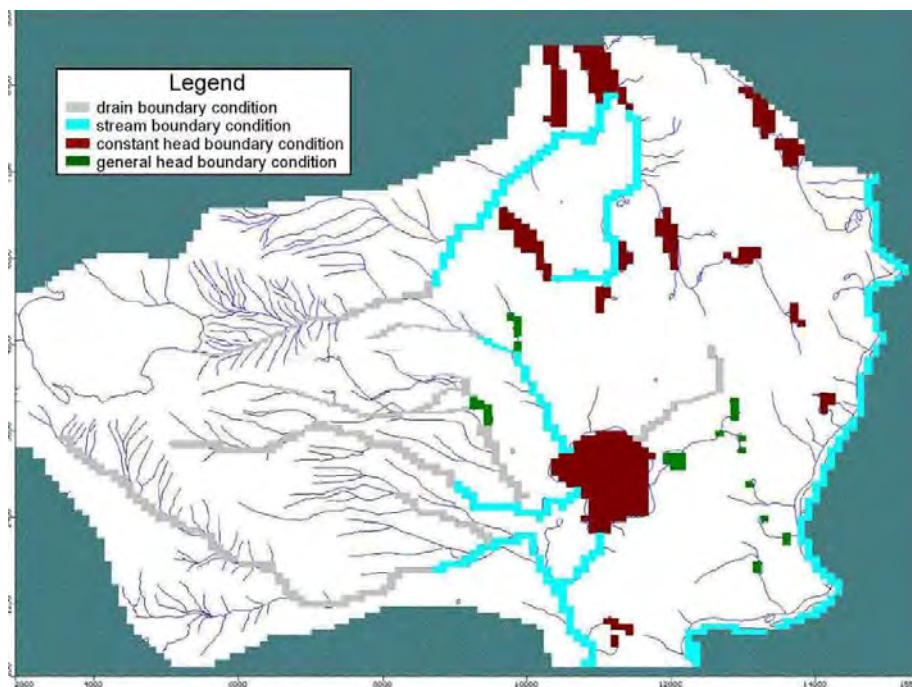 Legend
drain boundary condition
stream boundary condition
constant head boundary condition
general head boundary condition
2000 4000 6000 8000 10000 12000 14000